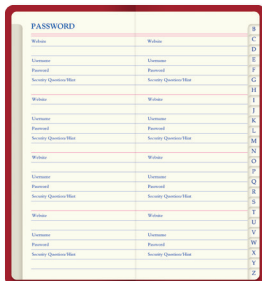 PASSWORD
Website Website
Username Username
Password Password
Security Question/Hint Security Question/Hint
Website Website
Username Username
Password Password
Security Question/Hint Security Question/Hint
Website Website
Username Username
Password Password
Security Question/Hint Security Question/Hint
Website Website
Username Username
Password Password
Security Question/Hint Security Question/Hint
B
C
D
E
F
G
H
I
J
K
L
M
N
O
P
Q
R
S
T
U
V
W
X
Y
Z